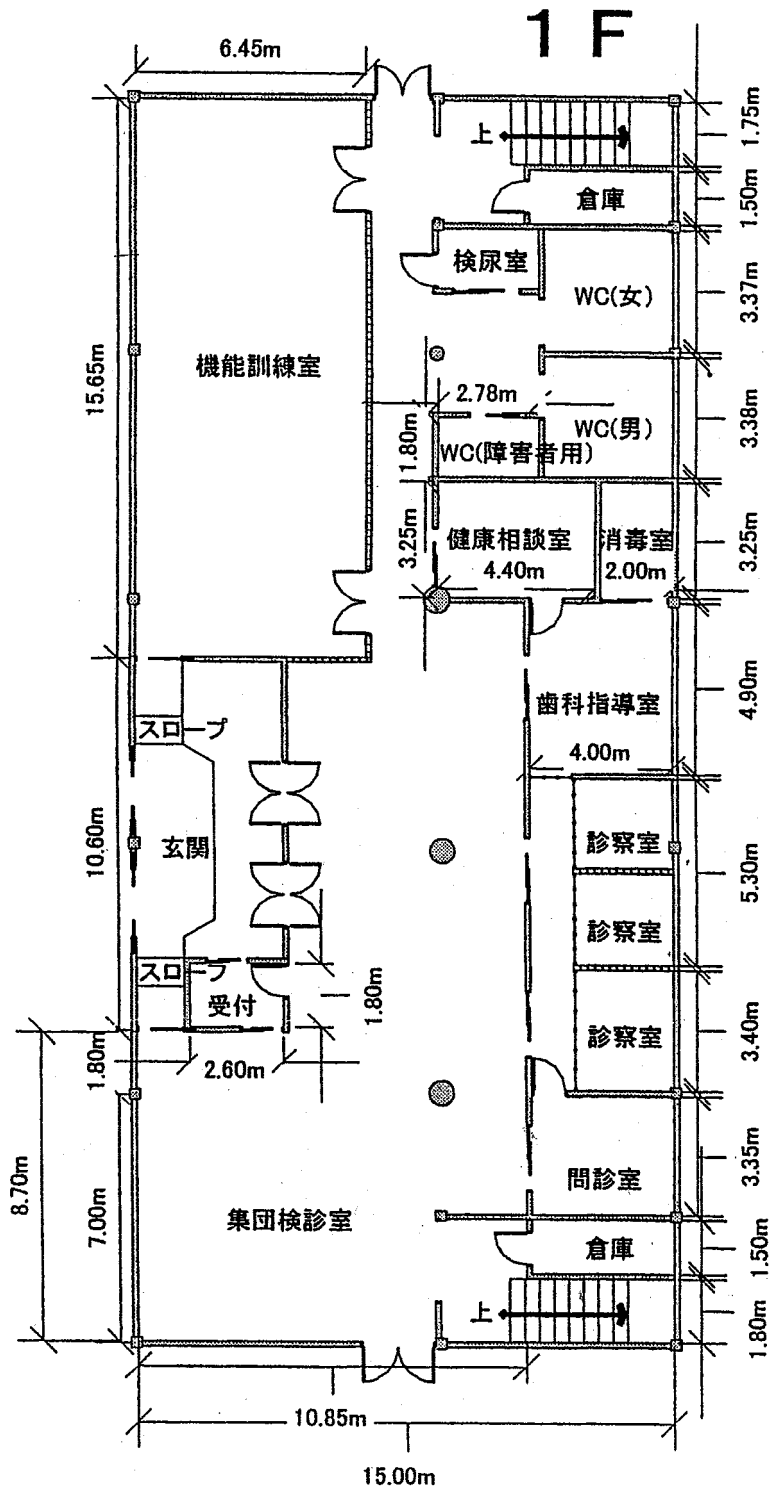 1F
6.45m
1.75m
上
倉庫
1.50m
検尿室
WC(女)
3.37m
機能訓練室
15.65m
2.78m
WC(男)
3.38m
1.80m
WC(障害者用)
健康相談室
消毒室
3.25m
4.40m
2.00m
3.25m
歯科指導室
4.90m
4.00m
スロープ
玄関
10.60m
診察室
5.30m
診察室
スロープ
受付
1.80m
診察室
3.40m
1.80m
2.60m
8.70m
7.00m
問診室
3.35m
集団検診室
倉庫
1.50m
上
1.80m
10.85m
15.00m